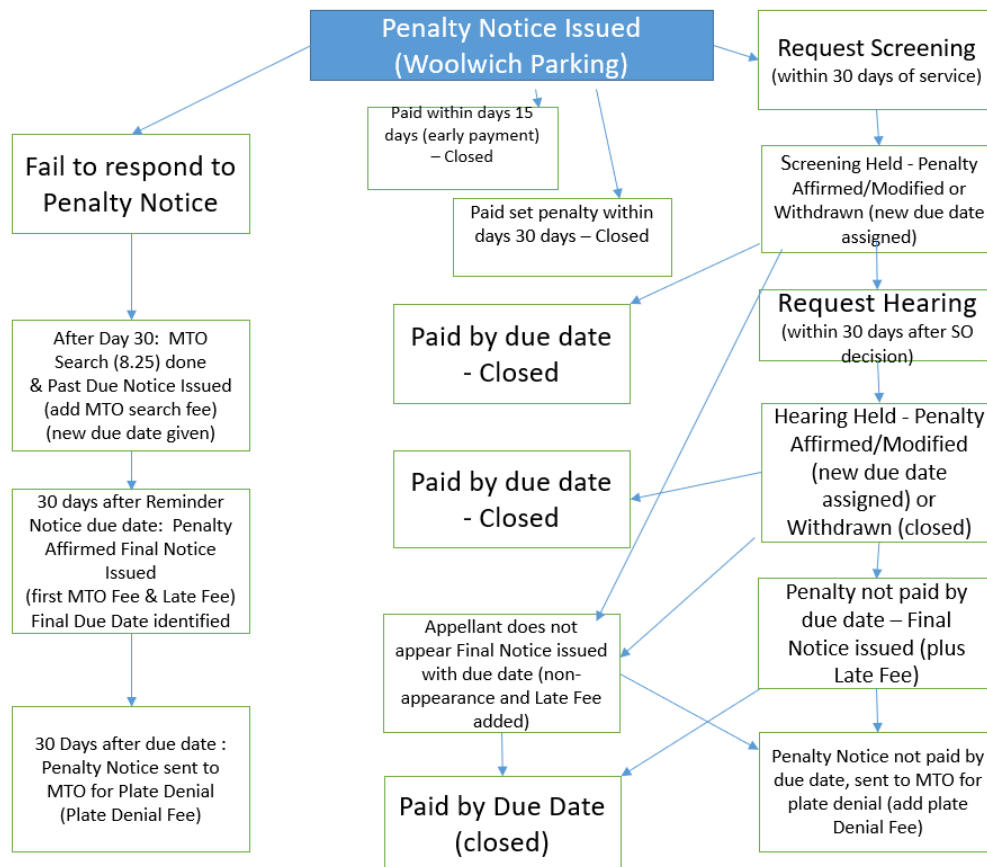 Penalty Notice Issued
(Woolwich Parking)
Request Screening
(within 30 days of service)
Paid within days 15
days (early payment)
– Closed
Fail to respond to
Penalty Notice
Screening Held - Penalty
Affirmed/Modified or
Withdrawn (new due date
assigned)
Paid set penalty within
days 30 days – Closed
Request Hearing
(within 30 days after SO
decision)
Paid by due date
- Closed
After Day 30: MTO
Search (8.25) done
& Past Due Notice Issued
(add MTO search fee)
(new due date given)
Hearing Held - Penalty
Affirmed/Modified
(new due date
assigned) or
Withdrawn (closed)
Paid by due date
- Closed
30 days after Reminder
Notice due date: Penalty
Affirmed Final Notice
Issued
(first MTO Fee & Late Fee)
Final Due Date identified
Penalty not paid by
due date – Final
Notice issued (plus
Late Fee)
Appellant does not
appear Final Notice issued
with due date (non-
appearance and Late Fee
added)
30 Days after due date :
Penalty Notice sent to
MTO for Plate Denial
(Plate Denial Fee)
Penalty Notice not paid by
due date, sent to MTO for
plate denial (add plate
Denial Fee)
Paid by Due Date
(closed)